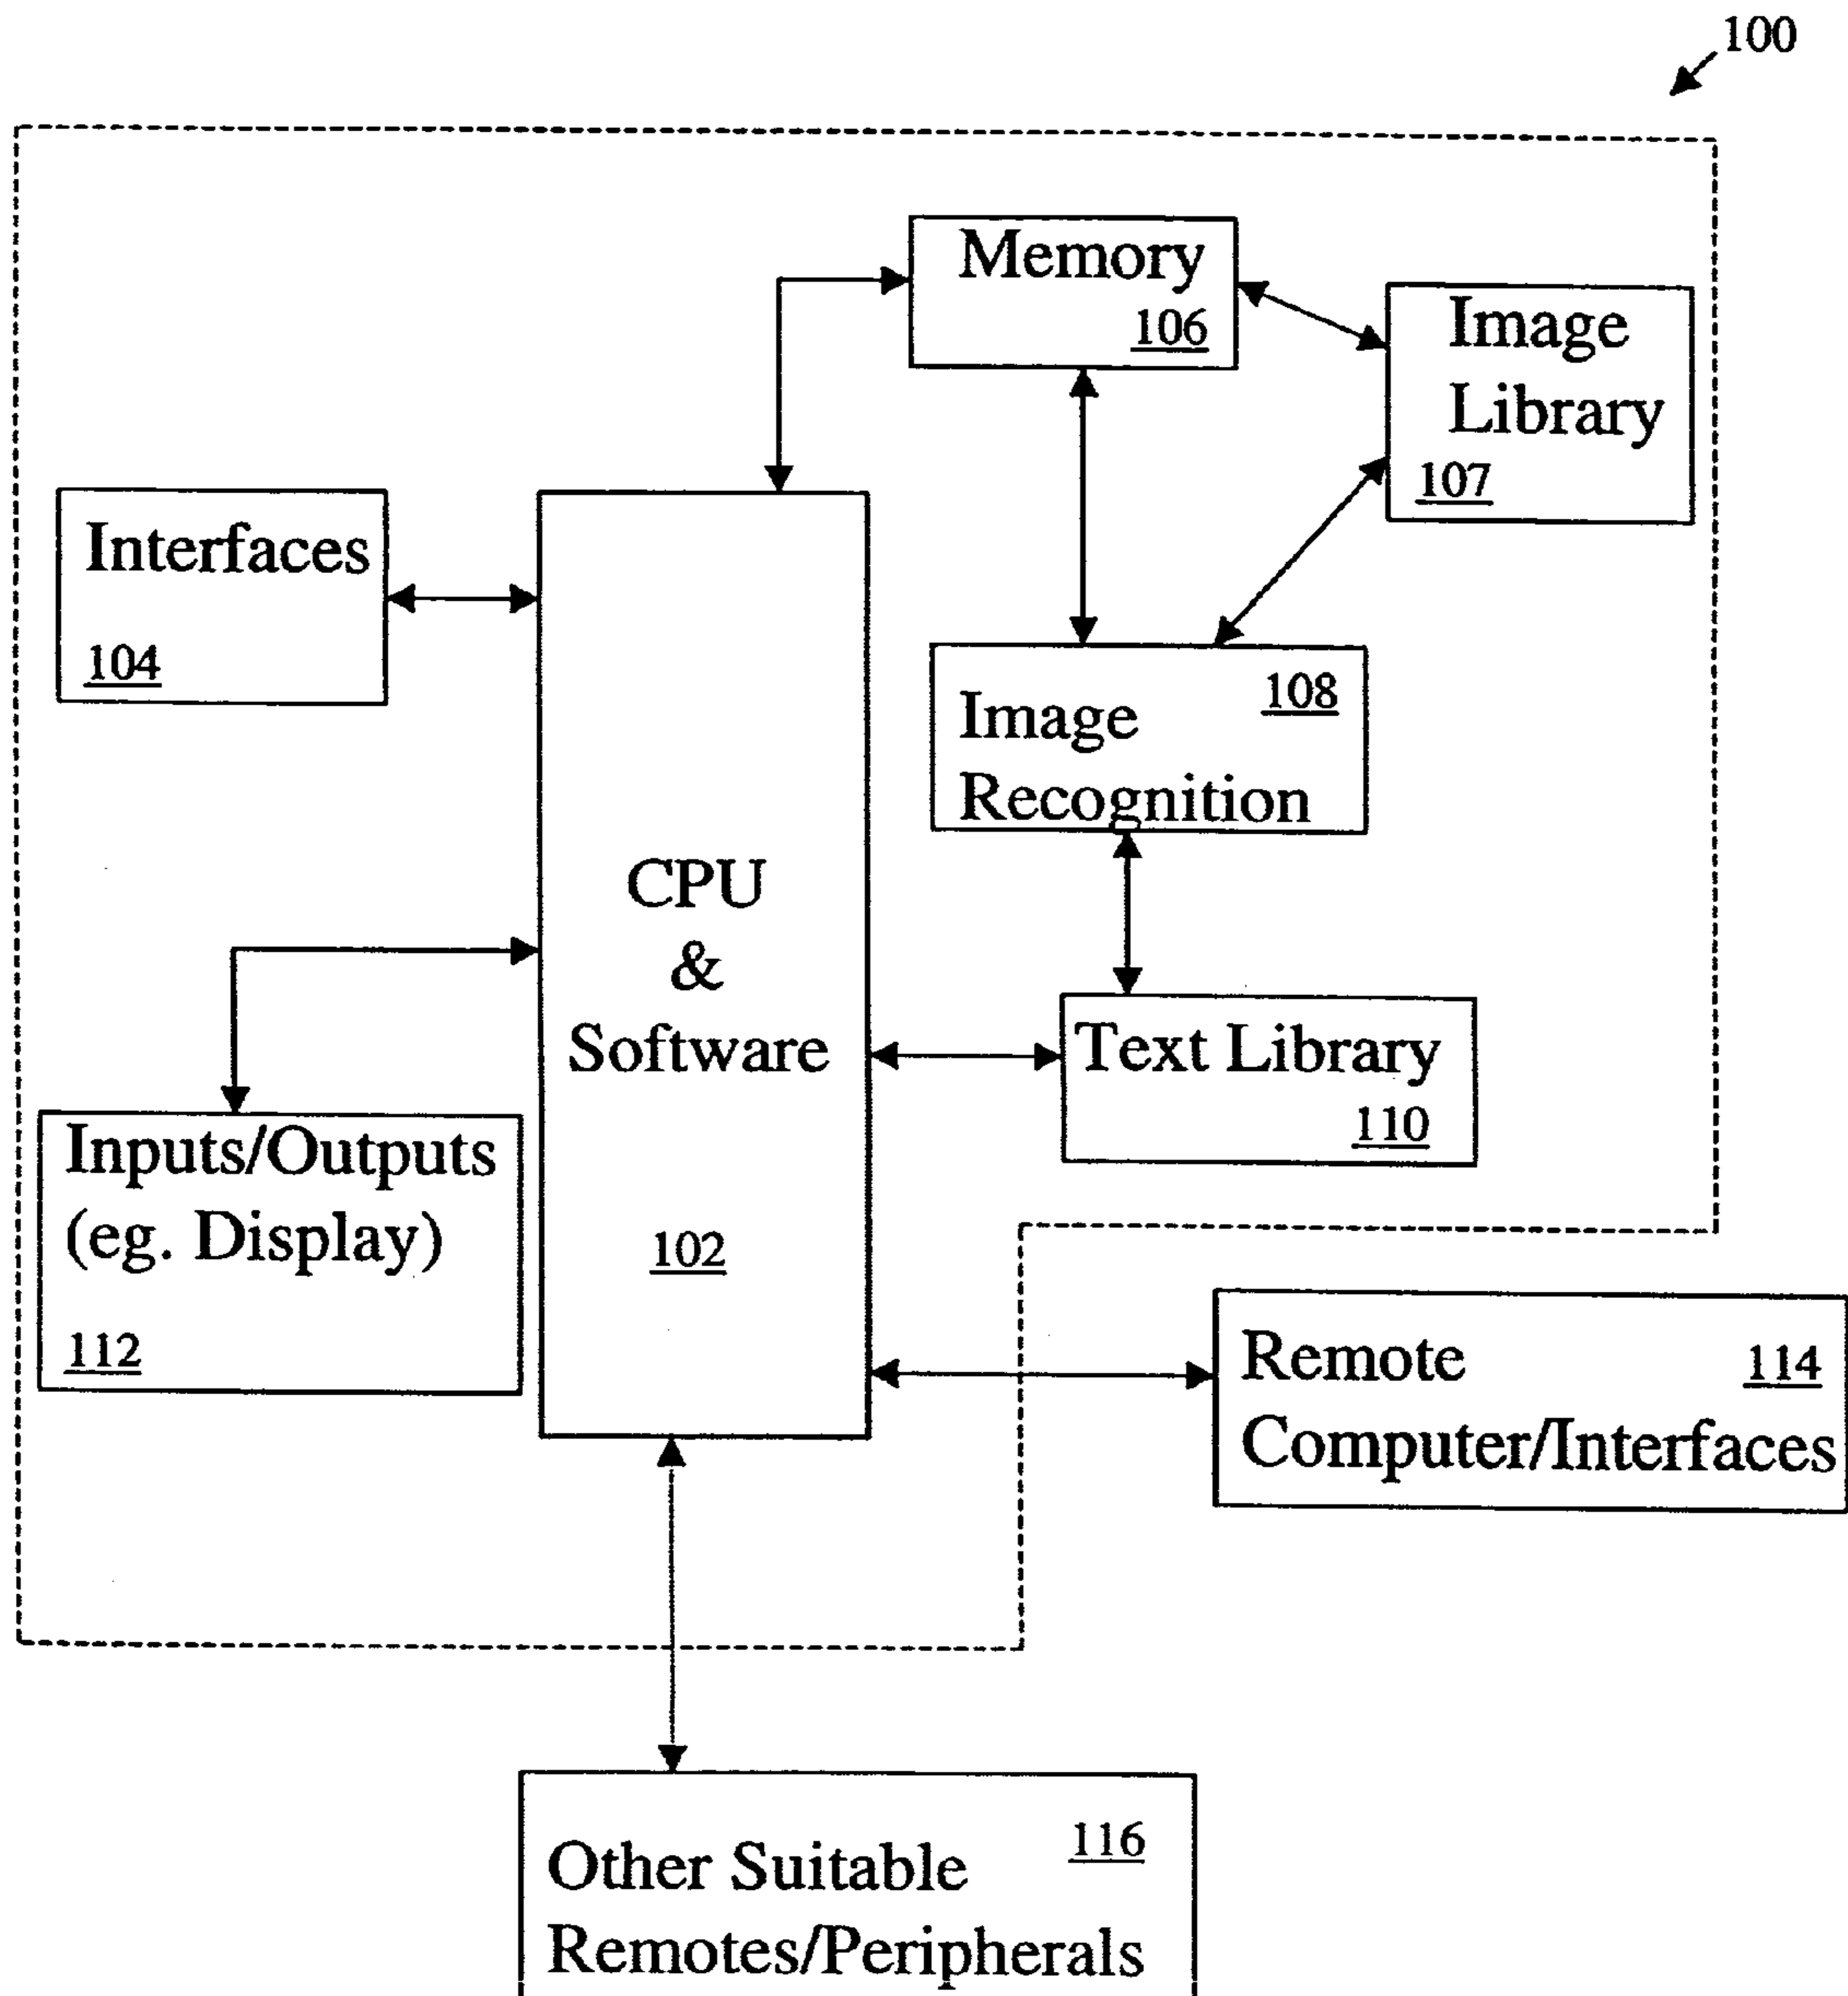 100
Memory
106
Image
Library
107
Interfaces
104
108
Image
Recognition
CPU
&
Software
102
Text Library
110
Inputs/Outputs
(eg. Display)
112
Remote
114
Computer/Interfaces
116
Other Suitable
Remotes/Peripherals